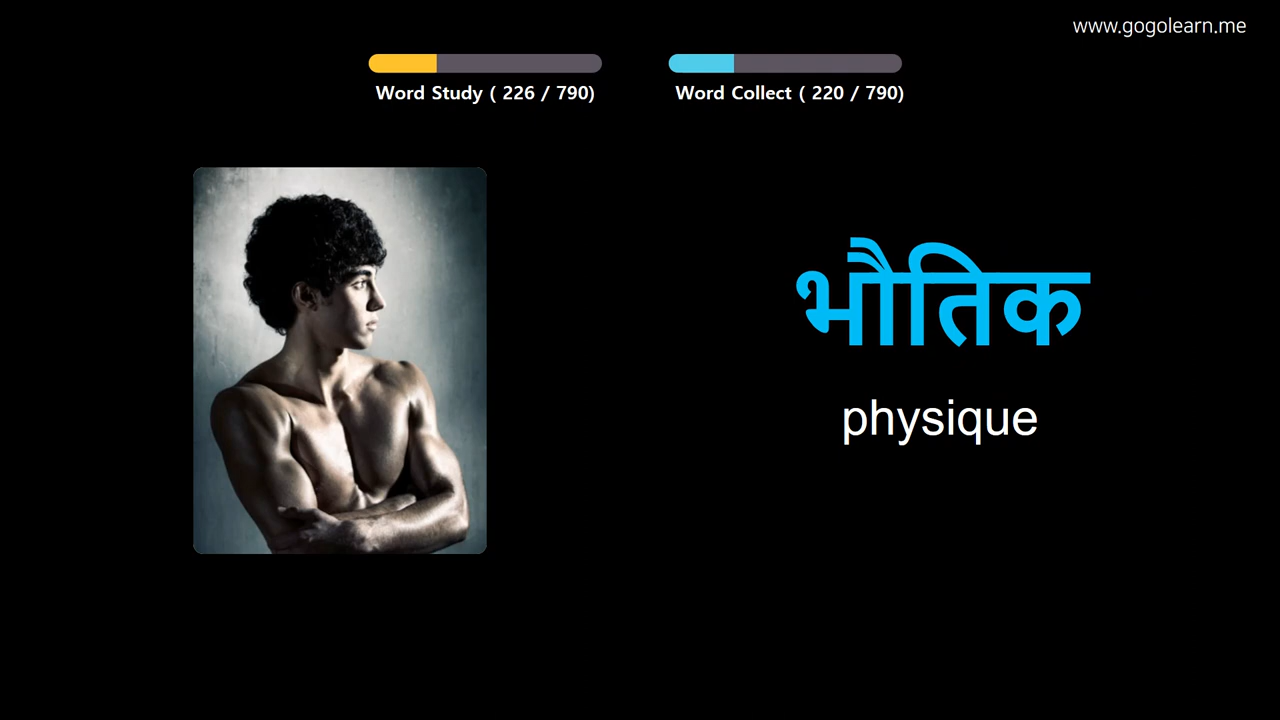 www.gogolearn.me
Word Study ( 226 / 790)
Word Collect ( 220 / 790)
भौतिक
physique